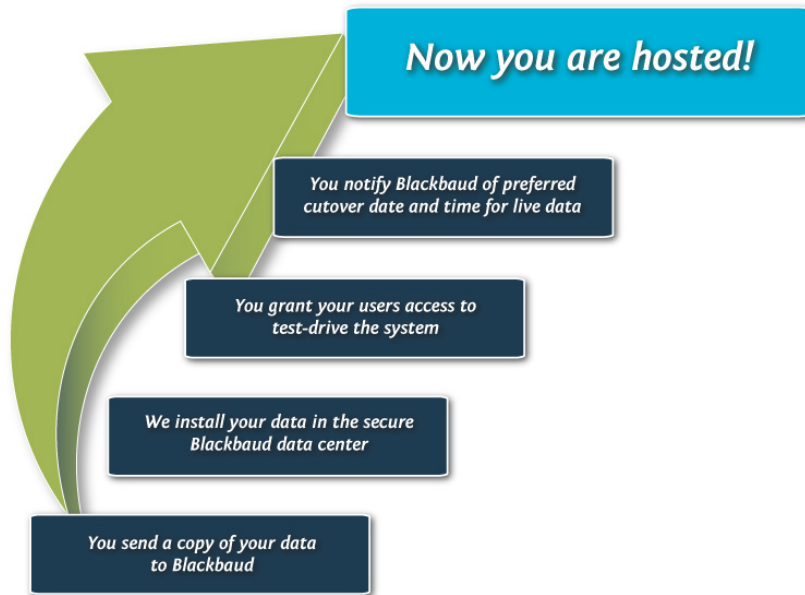 Now you are hosted!
You notify Blackbaud of preferred
cutover date and time for live data
You grant your users access to
test-drive the system
We install your data in the secure
Blackbaud data center
You send a copy of your data
to Blackbaud